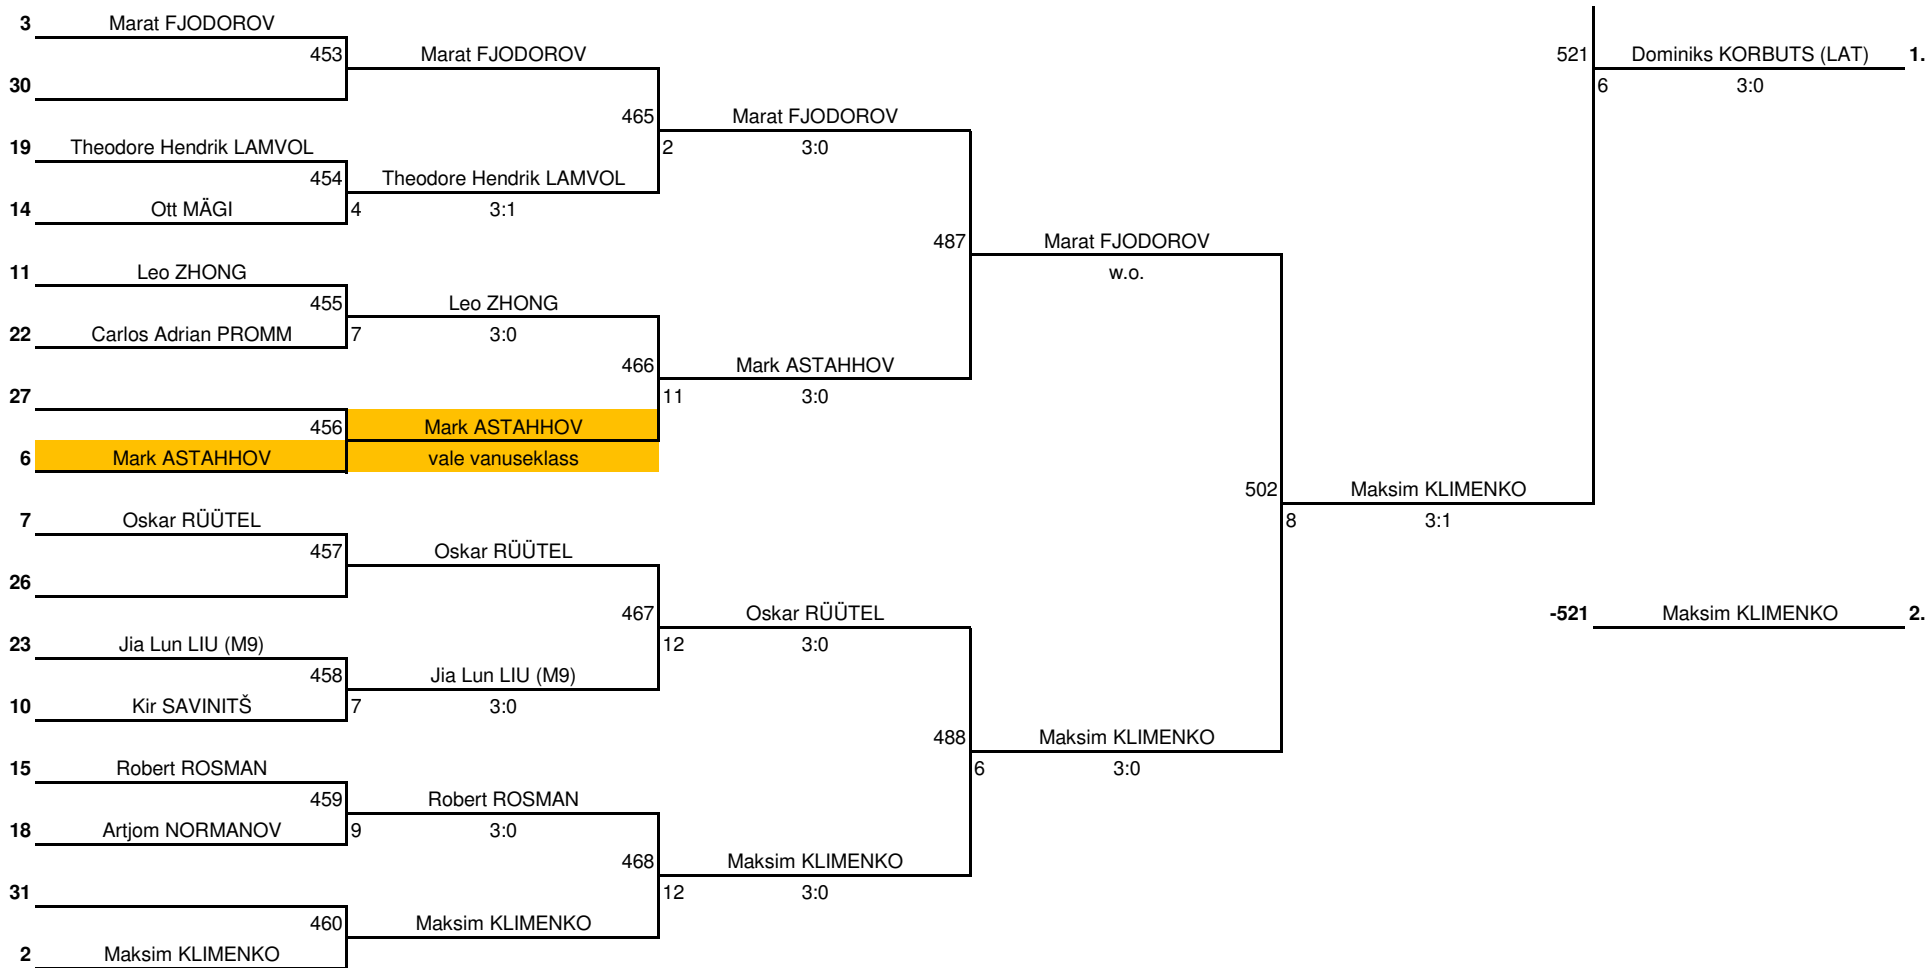 3 Marat FJODOROV
453 Marat FJODOROV 521 Dominiks KORBUTS (LAT) 1.
30 6 3:0
465 Marat FJODOROV
19 Theodore Hendrik LAMVOL 2 3:0
454 Theodore Hendrik LAMVOL
14 Ott MÄGI 4 3:1
487 Marat FJODOROV
11 Leo ZHONG w.o.
455 Leo ZHONG
22 Carlos Adrian PROMM 7 3:0
466 Mark ASTAHHOV
27 11 3:0
456 Mark ASTAHHOV
6 Mark ASTAHHOV vale vanuseklass
502 Maksim KLIMENKO
7 Oskar RÜÜTEL 8 3:1
457 Oskar RÜÜTEL
26
467 Oskar RÜÜTEL -521 Maksim KLIMENKO 2.
23 Jia Lun LIU (M9) 12 3:0
458 Jia Lun LIU (M9)
10 Kir SAVINITŠ 7 3:0
488 Maksim KLIMENKO
15 Robert ROSMAN 6 3:0
459 Robert ROSMAN
18 Artjom NORMANOV 9 3:0
468 Maksim KLIMENKO
31 12 3:0
460 Maksim KLIMENKO
2 Maksim KLIMENKO